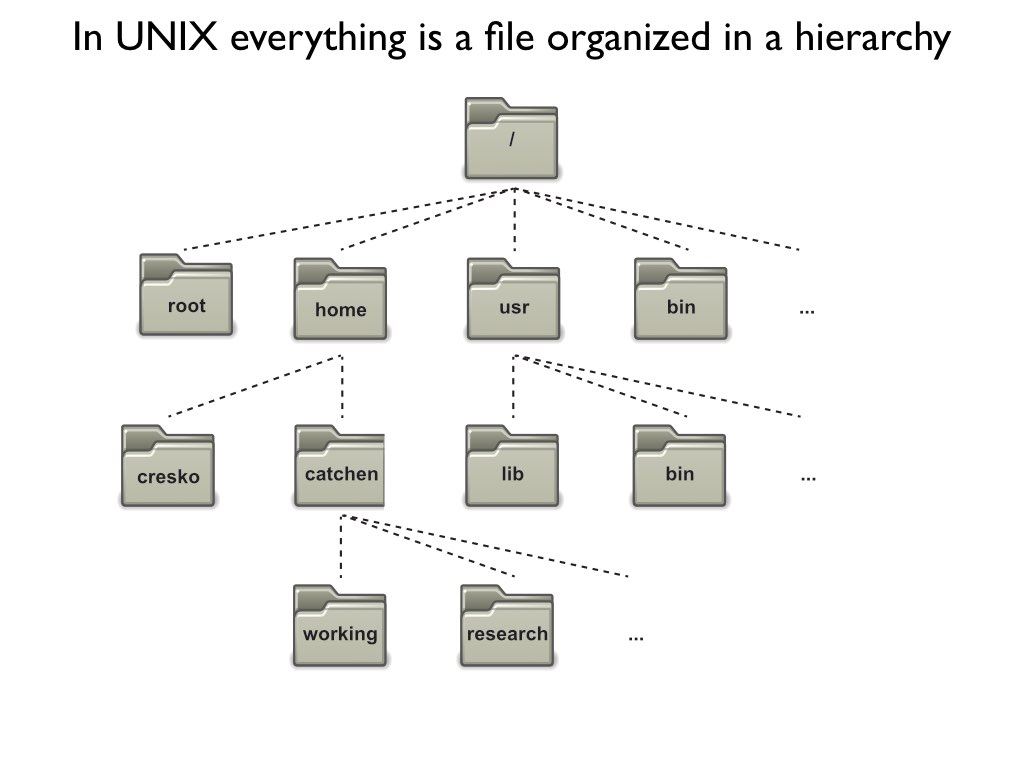 In UNIX everything is a file organized in a hierarchy
/
root home usr bin ...
cresko catchen lib bin ...
working research ...